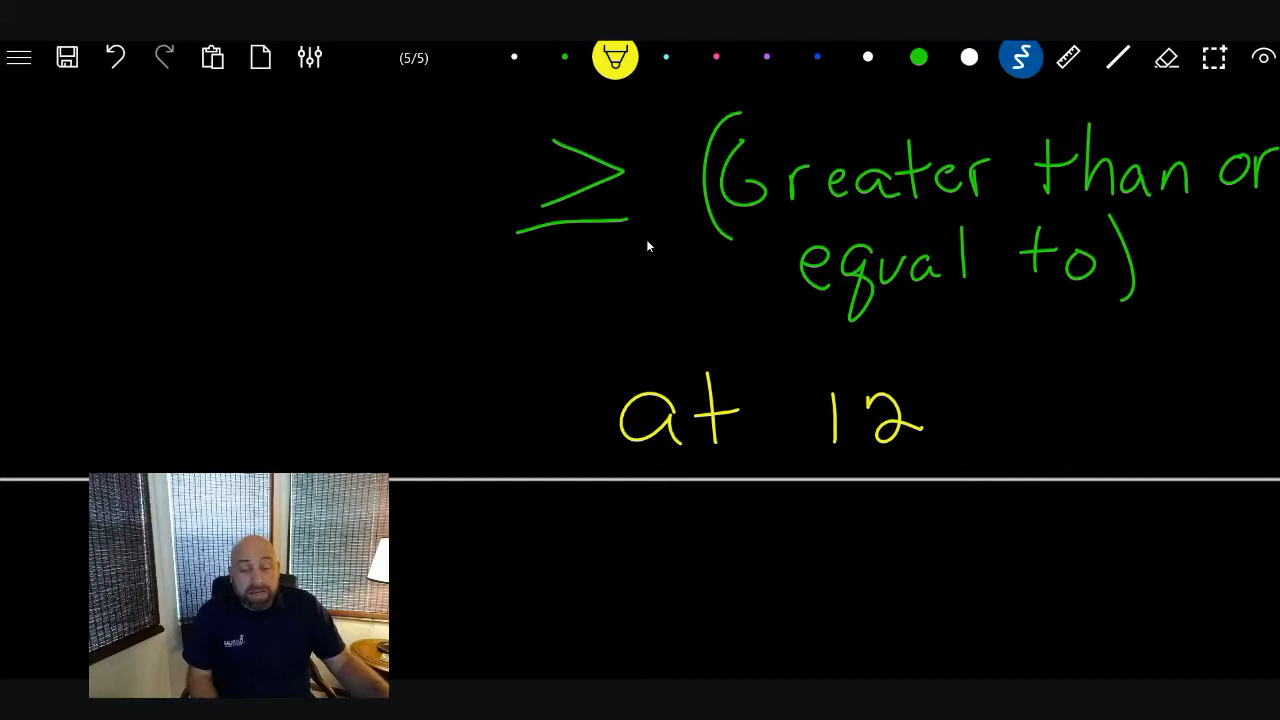 (5/5)
≥ (Greater than or
equal to)
at 12